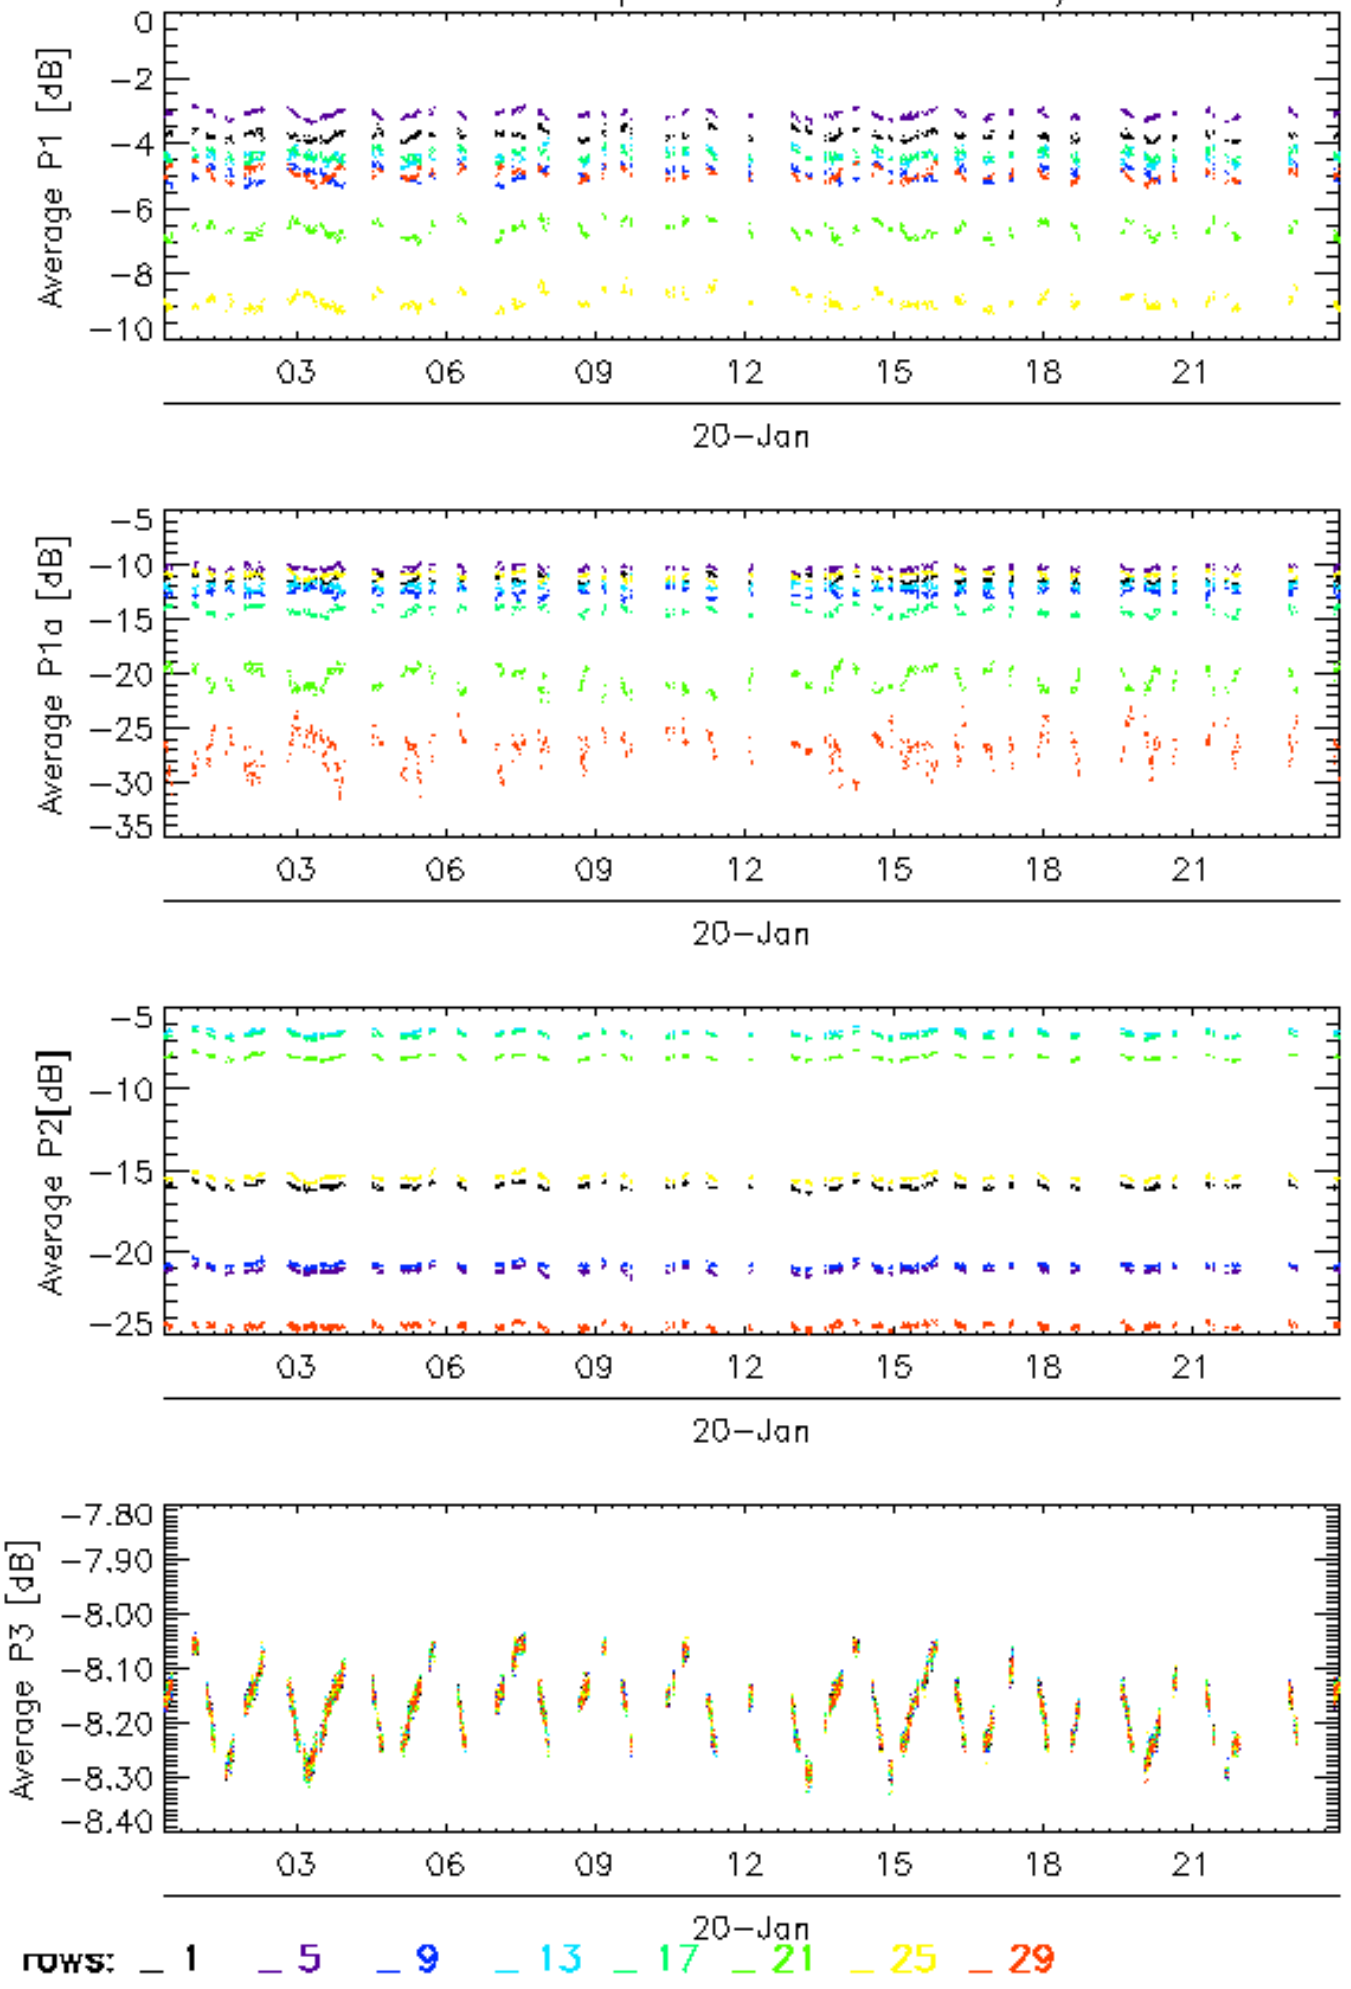 Average P1 [dB]
0
−2
−4
−6
−8
−10
03 06 09 12 15 18 21
20−Jan
Average P1a [dB]
−5
−10
−15
−20
−25
−30
−35
03 06 09 12 15 18 21
20−Jan
Average P2[dB]
−5
−10
−15
−20
−25
03 06 09 12 15 18 21
20−Jan
Average P3 [dB]
−7.80
−7.90
−8.00
−8.10
−8.20
−8.30
−8.40
03 06 09 12 15 18 21
20−Jan
rows: _ 1 _ 5 _ 9 _ 13 _ 17 _ 21 _ 25 _ 29